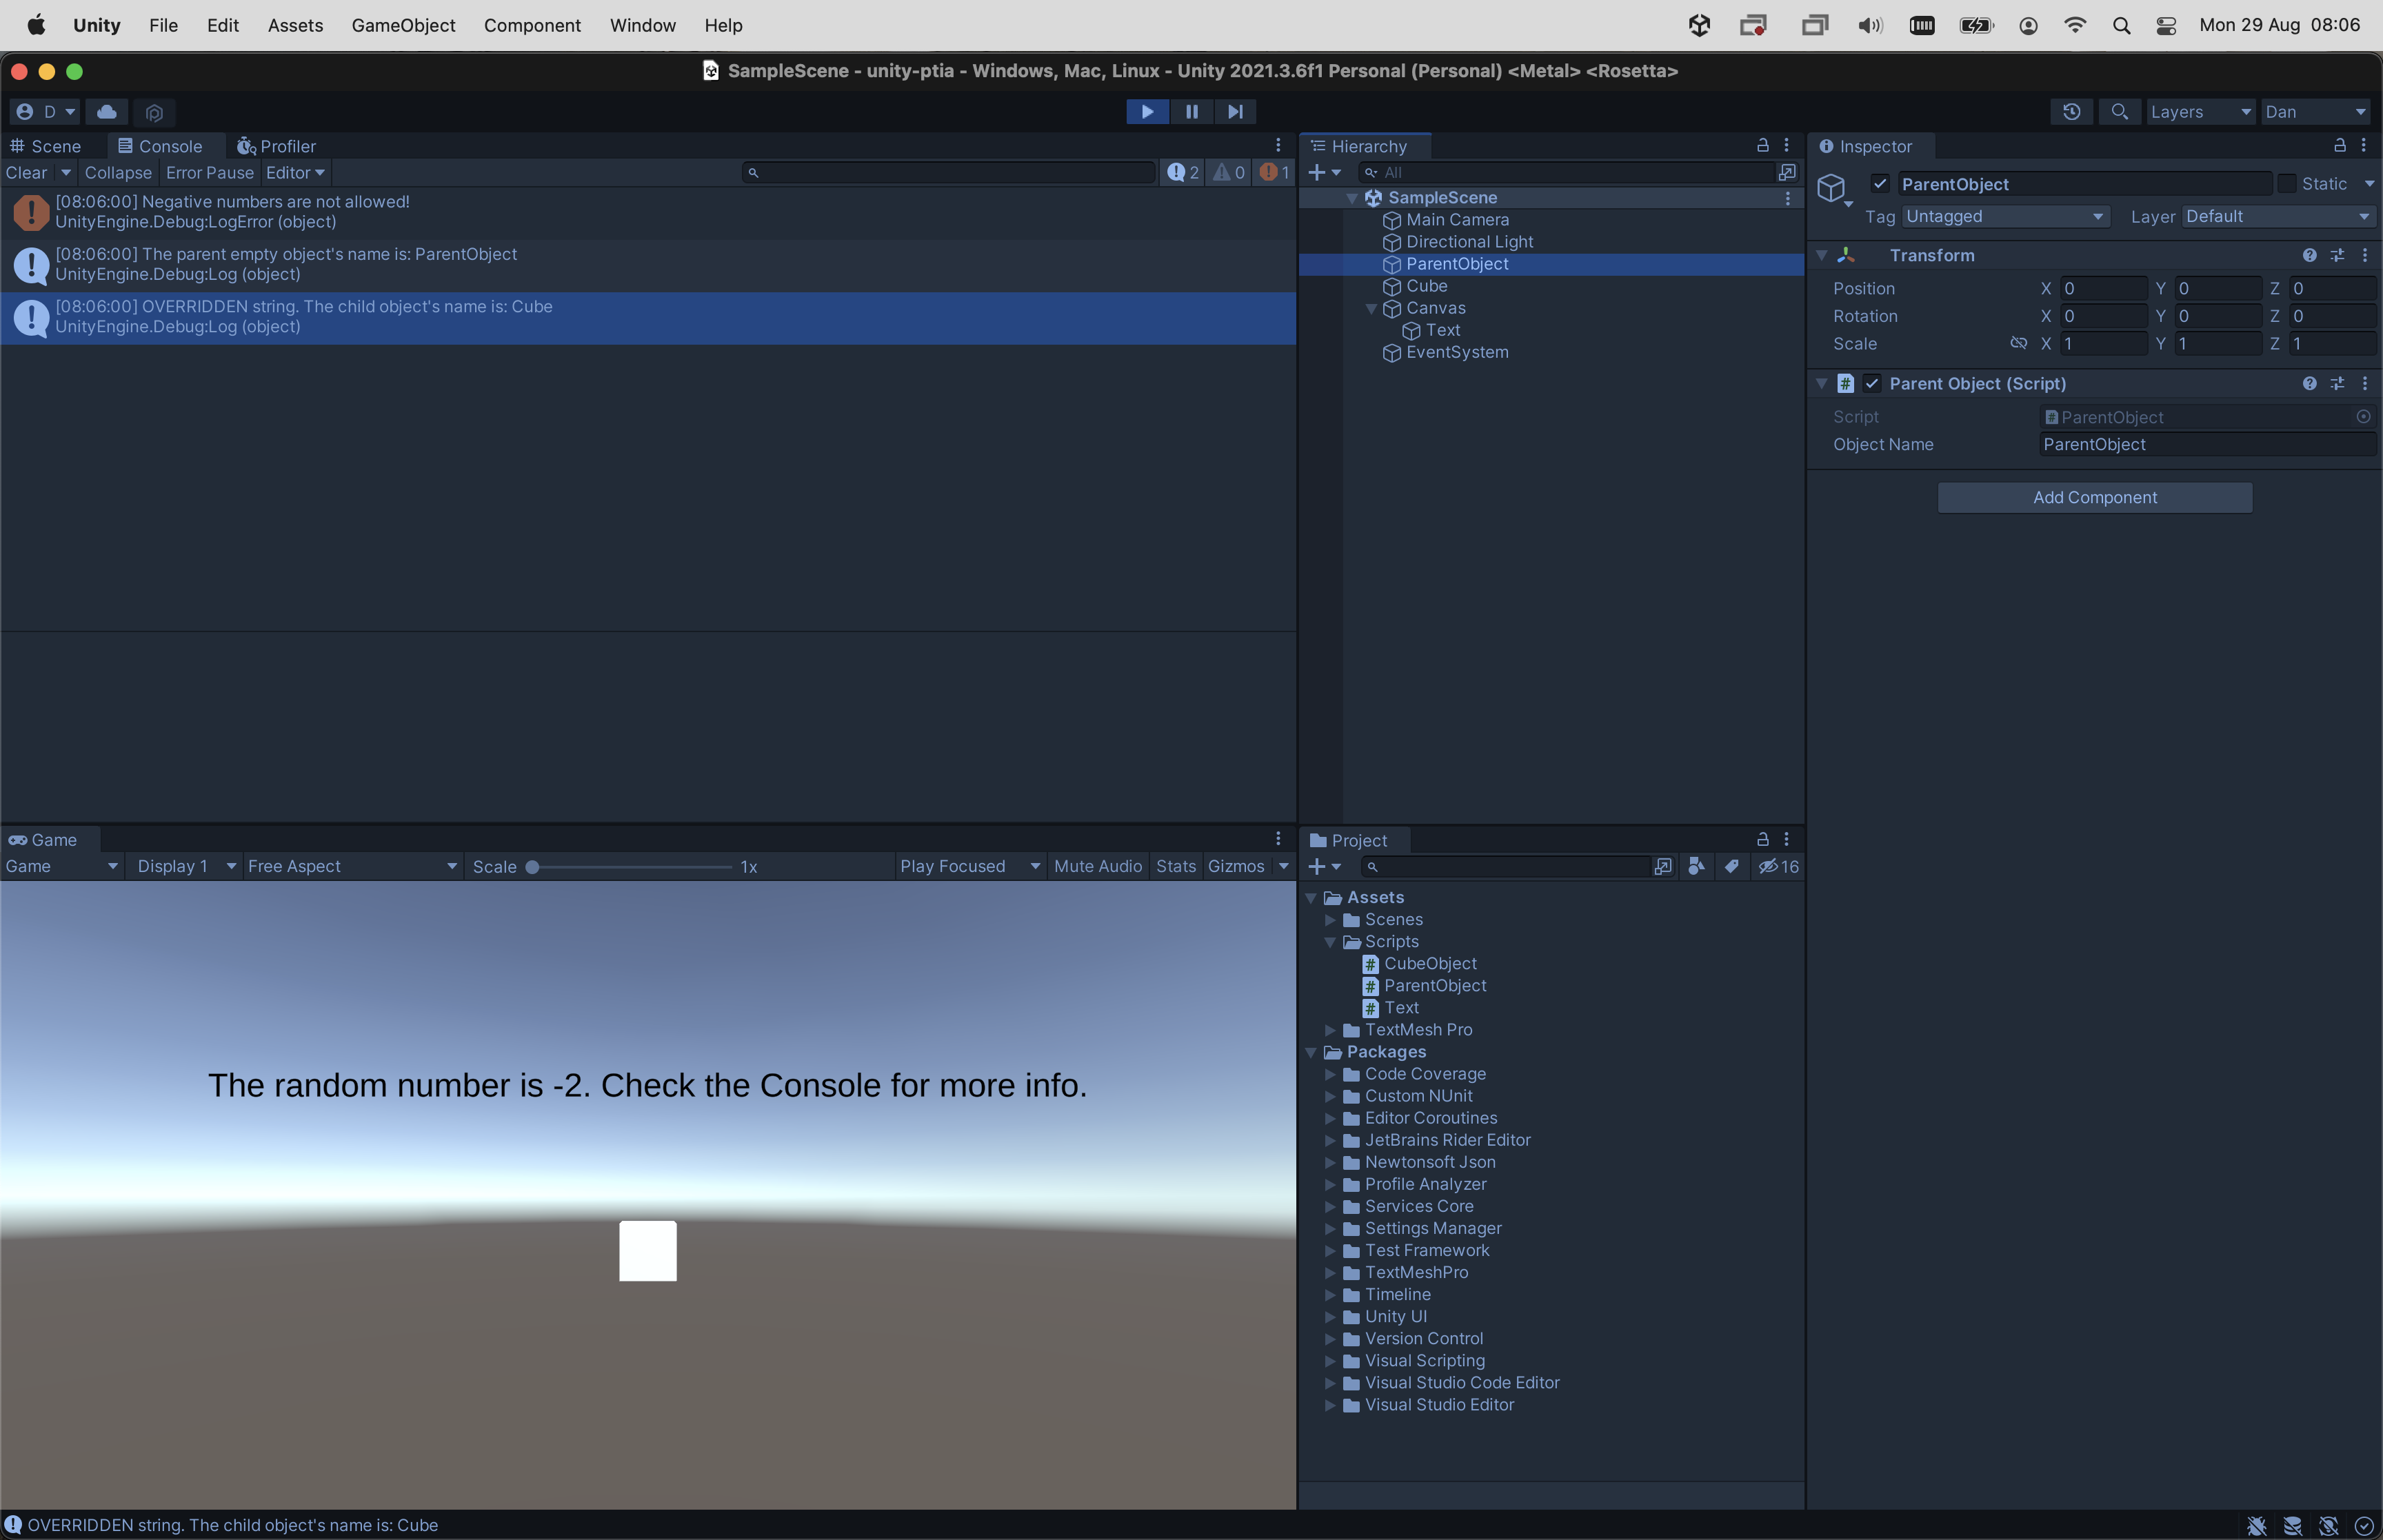 Unity File Edit Assets GameObject Component Window Help Mon 29 Aug 08:06
SampleScene - unity-ptia - Windows, Mac, Linux - Unity 2021.3.6f1 Personal (Personal) <Metal> <Rosetta>
D Layers Dan
Scene Console Profiler
Clear Collapse Error Pause Editor 2 0 1
[08:06:00] Negative numbers are not allowed!
UnityEngine.Debug:LogError (object)
[08:06:00] The parent empty object's name is: ParentObject
UnityEngine.Debug:Log (object)
[08:06:00] OVERRIDDEN string. The child object's name is: Cube
UnityEngine.Debug:Log (object)
Hierarchy
All
SampleScene
Main Camera
Directional Light
ParentObject
Cube
Canvas
Text
EventSystem
Inspector
ParentObject Static
Tag Untagged Layer Default
Transform
Position X 0 Y 0 Z 0
Rotation X 0 Y 0 Z 0
Scale X 1 Y 1 Z 1
# Parent Object (Script)
Script # ParentObject
Object Name ParentObject
Add Component
Game
Game Display 1 Free Aspect Scale 1x Play Focused Mute Audio Stats Gizmos
The random number is -2. Check the Console for more info.
Project
16
Assets
Scenes
Scripts
# CubeObject
# ParentObject
# Text
TextMesh Pro
Packages
Code Coverage
Custom NUnit
Editor Coroutines
JetBrains Rider Editor
Newtonsoft Json
Profile Analyzer
Services Core
Settings Manager
Test Framework
TextMeshPro
Timeline
Unity UI
Version Control
Visual Scripting
Visual Studio Code Editor
Visual Studio Editor
OVERRIDDEN string. The child object's name is: Cube